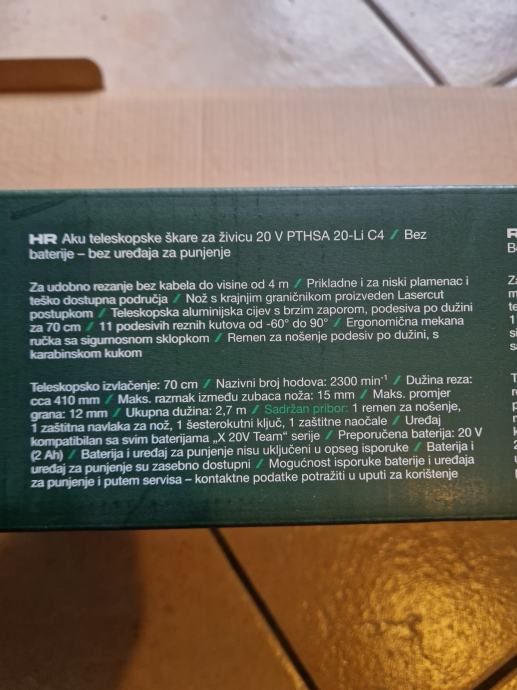 HR Aku teleskopske škare za živicu 20 V PTHSA 20-Li C4 / Bez
baterije – bez uređaja za punjenje
Za udobno rezanje bez kabela do visine od 4 m / Prikladne i za niski plamenac i
teško dostupna područja / Nož s krajnjim graničnikom proizveden Lasercut
postupkom / Teleskopska aluminijska cijev s brzim zaporom, podesiva po dužini
za 70 cm / 11 podesivih reznih kutova od -60° do 90° / Ergonomična mekana
ručka sa sigurnosnom sklopkom / Remen za nošenje podesiv po dužini, s
karabinskom kukom
Teleskopsko izvlačenje: 70 cm / Nazivni broj hodova: 2300 min⁻¹ / Dužina reza:
cca 410 mm / Maks. razmak između zubaca noža: 15 mm / Maks. promjer
grana: 12 mm / Ukupna dužina: 2,7 m / Sadržan pribor: 1 remen za nošenje,
1 zaštitna navlaka za nož, 1 šesterokutni ključ, 1 zaštitne naočale / Uređaj
kompatibilan sa svim baterijama „X 20V Team“ serije / Preporučena baterija: 20 V
(2 Ah) / Baterija i uređaj za punjenje nisu uključeni u opseg isporuke / Baterija i
uređaj za punjenje su zasebno dostupni / Mogućnost isporuke baterije i uređaja
za punjenje i putem servisa – kontaktne podatke potražiti u uputi za korištenje